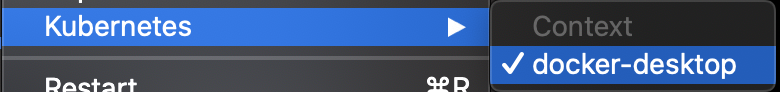 Kubernetes ▶
Context
✓ docker-desktop
Restart ⌘R